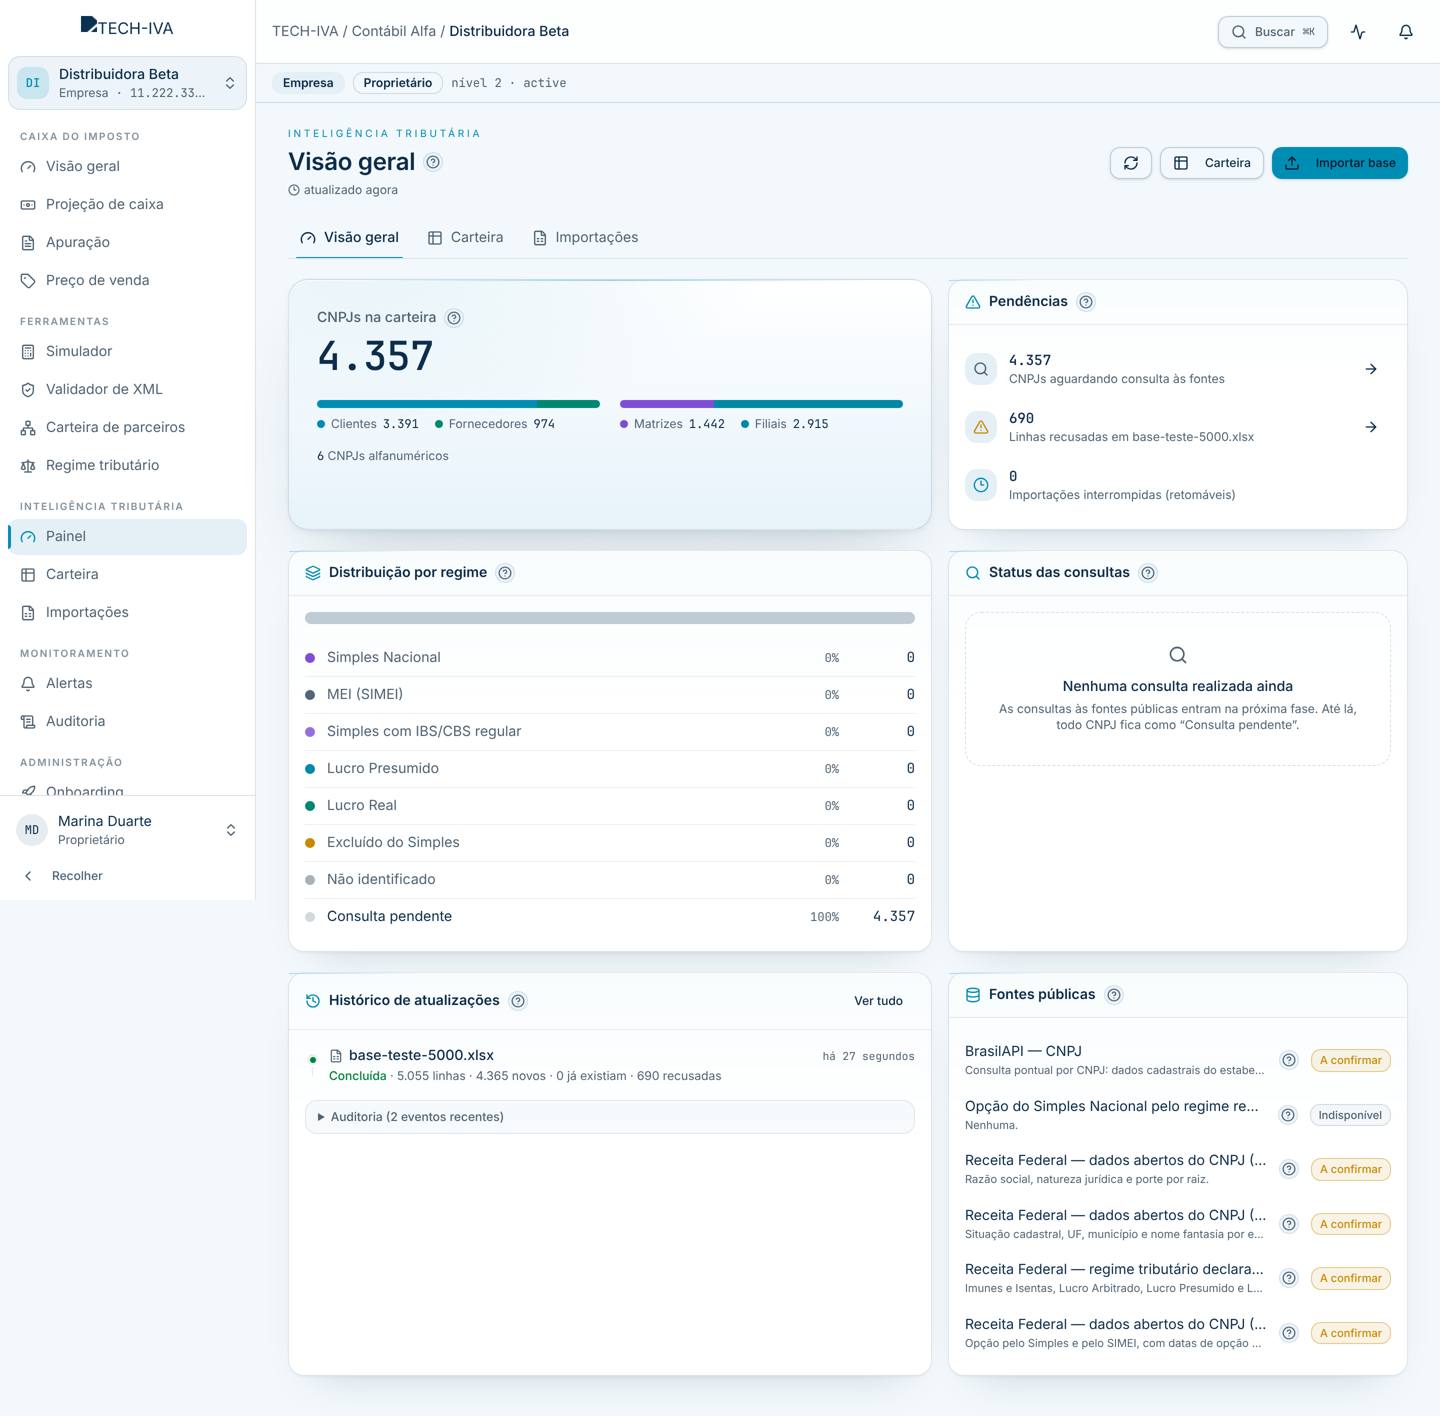 TECH-IVA
DI
Distribuidora Beta
Empresa · 11.222.33...
CAIXA DO IMPOSTO
Visão geral
Projeção de caixa
Apuração
Preço de venda
FERRAMENTAS
Simulador
Validador de XML
Carteira de parceiros
Regime tributário
INTELIGÊNCIA TRIBUTÁRIA
Painel
Carteira
Importações
MONITORAMENTO
Alertas
Auditoria
ADMINISTRAÇÃO
Onboarding
MD
Marina Duarte
Proprietário
Recolher
TECH-IVA / Contábil Alfa / Distribuidora Beta
Buscar ⌘K
Empresa Proprietário nível 2 · active
INTELIGÊNCIA TRIBUTÁRIA
Visão geral
atualizado agora
Carteira
Importar base
Visão geral Carteira Importações
CNPJs na carteira
4.357
Clientes 3.391 Fornecedores 974
Matrizes 1.442 Filiais 2.915
6 CNPJs alfanuméricos
Pendências
4.357
CNPJs aguardando consulta às fontes
690
Linhas recusadas em base-teste-5000.xlsx
0
Importações interrompidas (retomáveis)
Distribuição por regime
Simples Nacional 0% 0
MEI (SIMEI) 0% 0
Simples com IBS/CBS regular 0% 0
Lucro Presumido 0% 0
Lucro Real 0% 0
Excluído do Simples 0% 0
Não identificado 0% 0
Consulta pendente 100% 4.357
Status das consultas
Nenhuma consulta realizada ainda
As consultas às fontes públicas entram na próxima fase. Até lá,
todo CNPJ fica como “Consulta pendente”.
Histórico de atualizações
Ver tudo
base-teste-5000.xlsx há 27 segundos
Concluída · 5.055 linhas · 4.365 novos · 0 já existiam · 690 recusadas
Auditoria (2 eventos recentes)
Fontes públicas
BrasilAPI — CNPJ
Consulta pontual por CNPJ: dados cadastrais do estabe...
A confirmar
Opção do Simples Nacional pelo regime re...
Nenhuma.
Indisponível
Receita Federal — dados abertos do CNPJ (...
Razão social, natureza jurídica e porte por raiz.
A confirmar
Receita Federal — dados abertos do CNPJ (...
Situação cadastral, UF, município e nome fantasia por e...
A confirmar
Receita Federal — regime tributário declara...
Imunes e Isentas, Lucro Arbitrado, Lucro Presumido e L...
A confirmar
Receita Federal — dados abertos do CNPJ (...
Opção pelo Simples e pelo SIMEI, com datas de opção ...
A confirmar